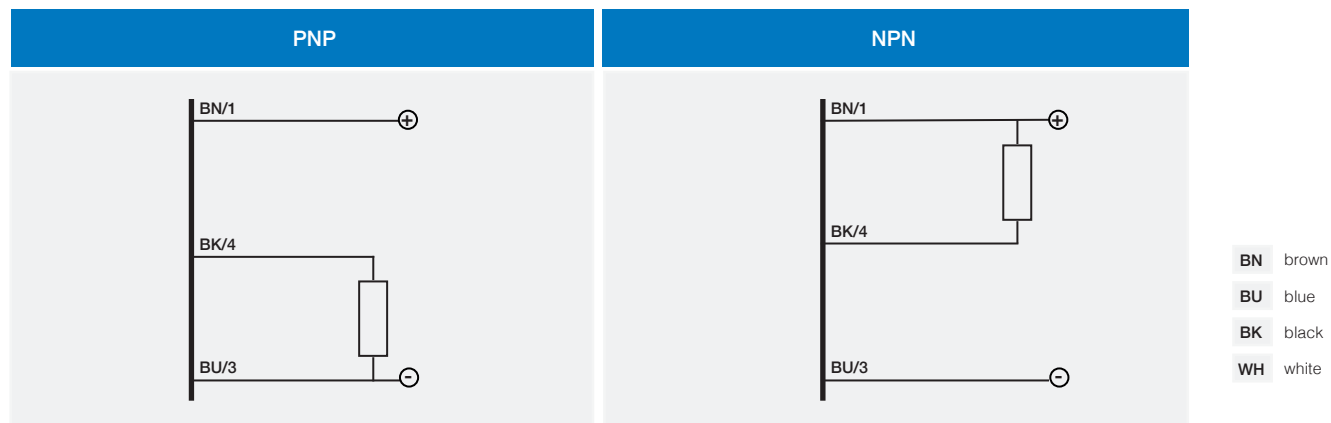 PNP
NPN
BN/1
+
BK/4
BU/3
-
BN/1
+
BK/4
BU/3
-
BN brown
BU blue
BK black
WH white